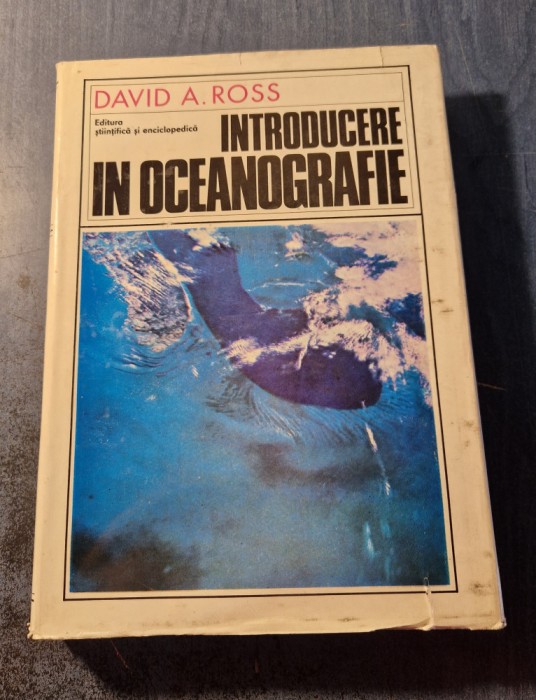 DAVID A. ROSS
Editura
științifică și enciclopedică
INTRODUCERE
IN OCEANOGRAFIE